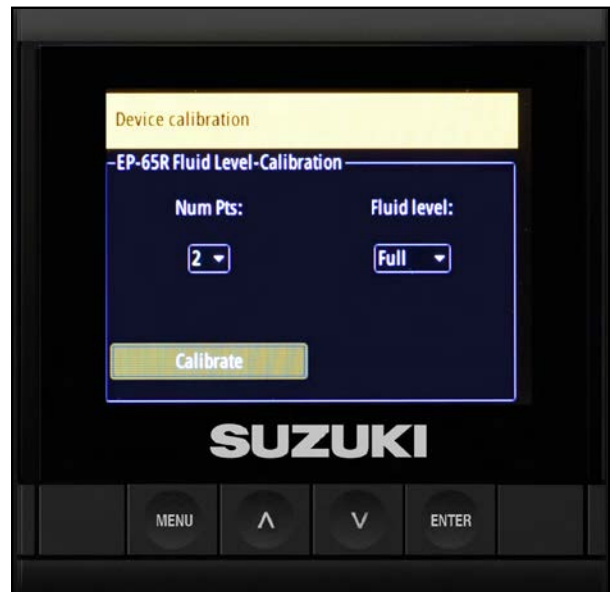 Device calibration
EP-65R Fluid Level-Calibration
Num Pts: Fluid level:
2 Full
Calibrate
SUZUKI
MENU ∧ ∨ ENTER